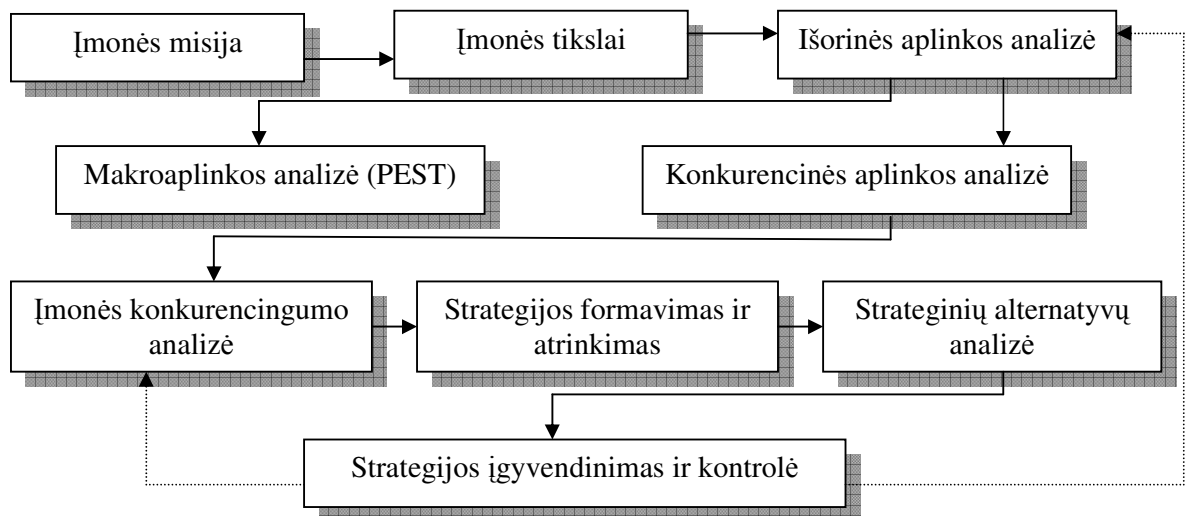 Įmonės misija
Įmonės tikslai
Išorinės aplinkos analizė
Makroaplinkos analizė (PEST)
Konkurencinės aplinkos analizė
Įmonės konkurencingumo
analizė
Strategijos formavimas ir
atrinkimas
Strateginių alternatyvų
analizė
Strategijos įgyvendinimas ir kontrolė